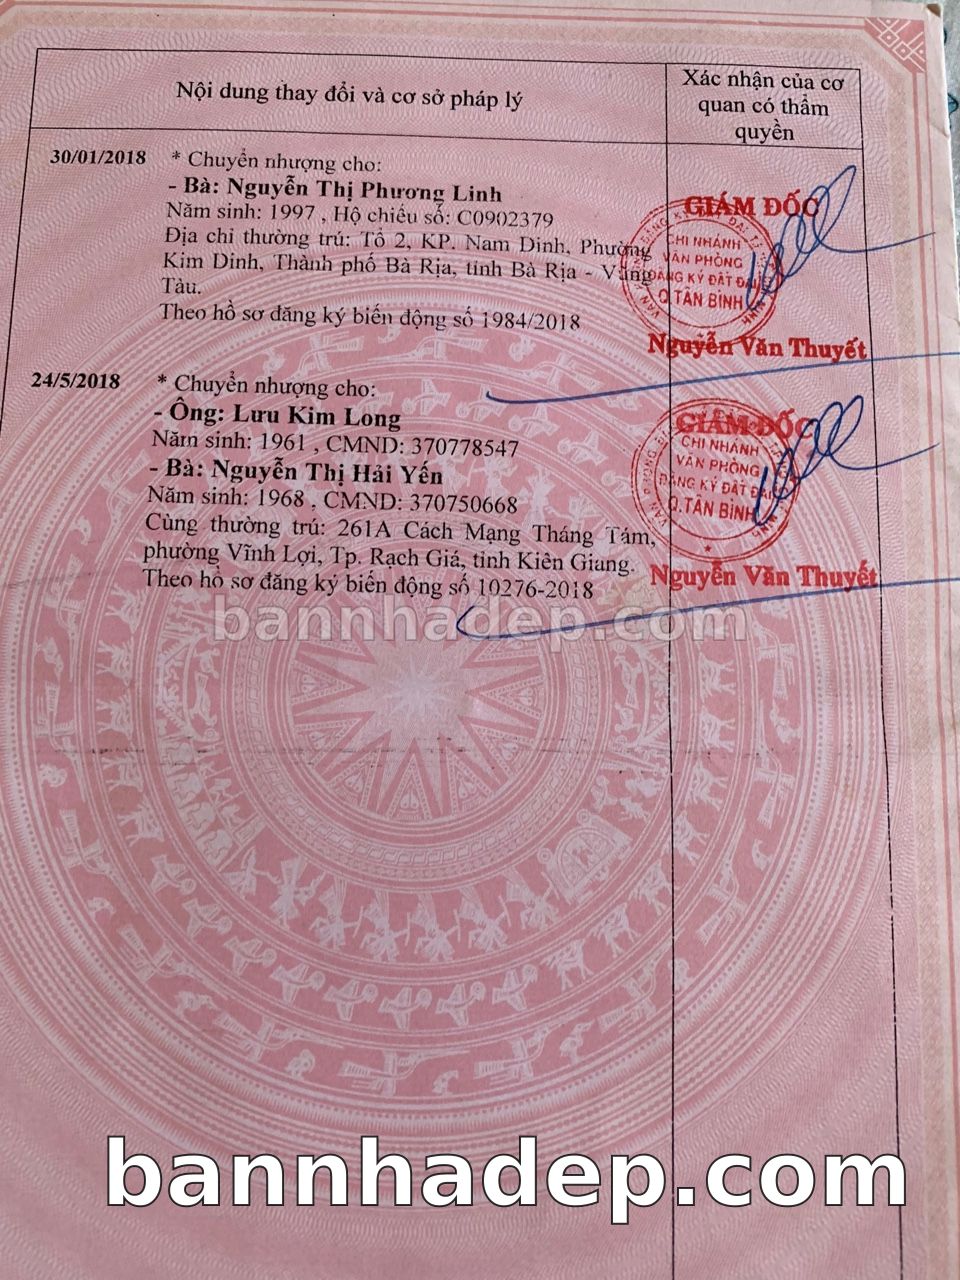 Nội dung thay đổi và cơ sở pháp lý
Xác nhận của cơ
quan có thẩm
quyền
30/01/2018 * Chuyển nhượng cho:
- Bà: Nguyễn Thị Phương Linh
Năm sinh: 1997 , Hộ chiếu số: C0902379
Địa chỉ thường trú: Tổ 2, KP. Nam Dinh, Phường
Kim Dinh, Thành phố Bà Rịa, tỉnh Bà Rịa - Vũng
Tàu.
Theo hồ sơ đăng ký biến động số 1984/2018
GIÁM ĐỐC
CHI NHÁNH
VĂN PHÒNG
ĐĂNG KÝ ĐẤT ĐAI
Q.TÂN BÌNH
Nguyễn Văn Thuyết
24/5/2018 * Chuyển nhượng cho:
- Ông: Lưu Kim Long
Năm sinh: 1961 , CMND: 370778547
- Bà: Nguyễn Thị Hải Yến
Năm sinh: 1968 , CMND: 370750668
Cùng thường trú: 261A Cách Mạng Tháng Tám,
phường Vĩnh Lợi, Tp. Rạch Giá, tỉnh Kiên Giang.
Theo hồ sơ đăng ký biến động số 10276-2018
GIÁM ĐỐC
CHI NHÁNH
VĂN PHÒNG
ĐĂNG KÝ ĐẤT ĐAI
Q.TÂN BÌNH
Nguyễn Văn Thuyết
bannhadep.com
bannhadep.com